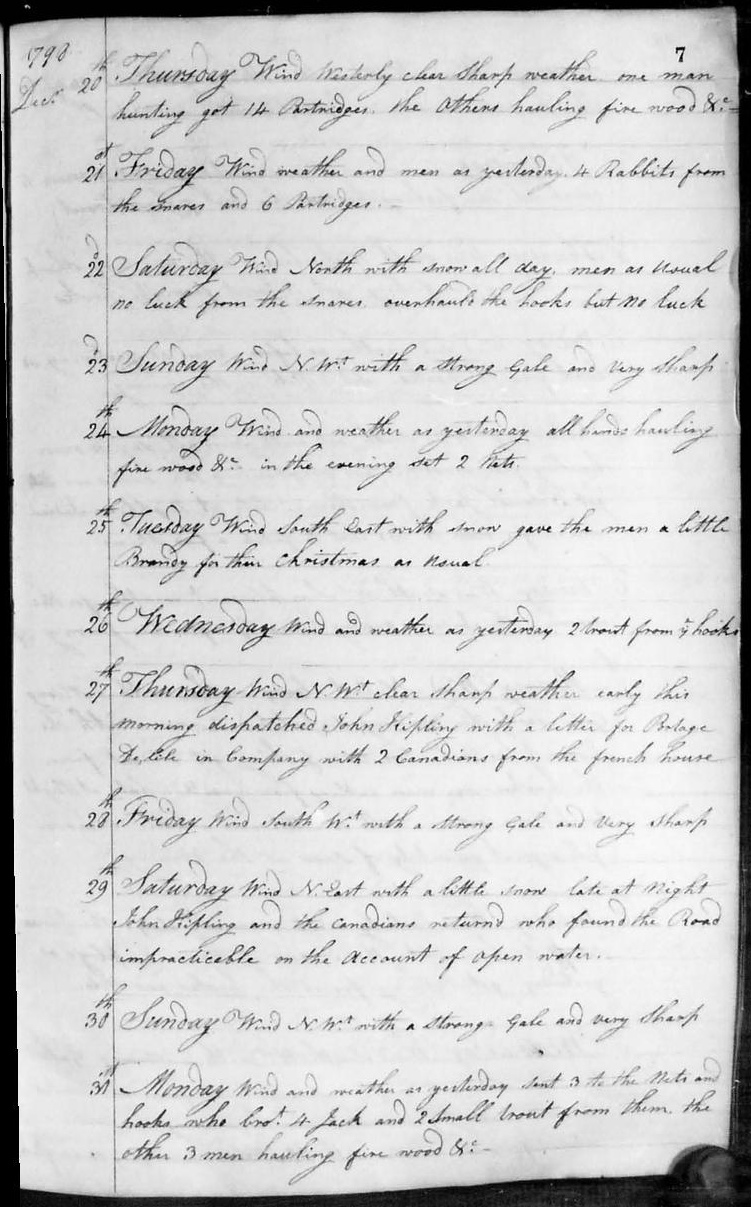 7
1798
Decr 20th Thursday Wind Westerly clear sharp weather one man
hunting got 14 Partridges. the Others hauling fire wood &c
21st Friday Wind weather and men as yesterday. 4 Rabbits from
the snares and 6 Partridges.
22d Saturday Wind North with snow all day, men as usual
no luck from the snares overhauld the hooks but no luck
23d Sunday Wind N. Wt with a strong Gale and very sharp
24th Monday Wind and weather as yesterday all hands hauling
fire wood &c in the evening set 2 Nets.
25th Tuesday Wind South East with snow gave the men a little
Brandy for their Christmas as Usual
26th Wednesday Wind and weather as yesterday 2 trout from ye hooks
27th Thursday Wind N. Wt clear sharp weather early this
morning dispatched John Kipling with a letter for
in Company with 2 Canadians from the french house
28th Friday Wind South Wt with a strong Gale and very sharp
29th Saturday Wind N. East with a little snow late at Night
John Kipling and the Canadians returnd who found the Road
impracticeble on the account of open water.
30th Sunday Wind N. Wt with a strong Gale and very sharp
31st Monday Wind and weather as yesterday sent 3 to the Nets and
hooks who brot 4 Jack and 2 small trout from them the
other 3 men hauling fire wood &c